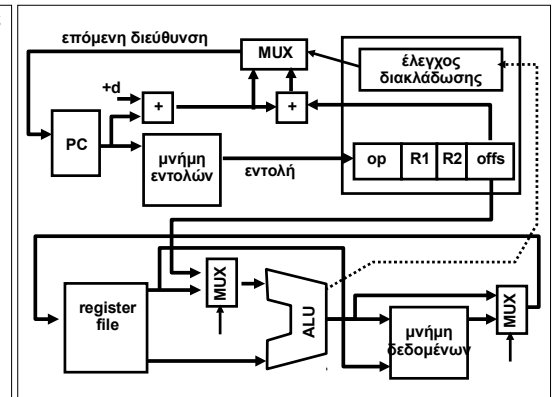 επόμενη διεύθυνση
MUX
έλεγχος
διακλάδωσης
+d
+
+
PC
μνήμη
εντολών
εντολή
op R1 R2 offs
MUX
MUX
register
file
ALU
μνήμη
δεδομένων